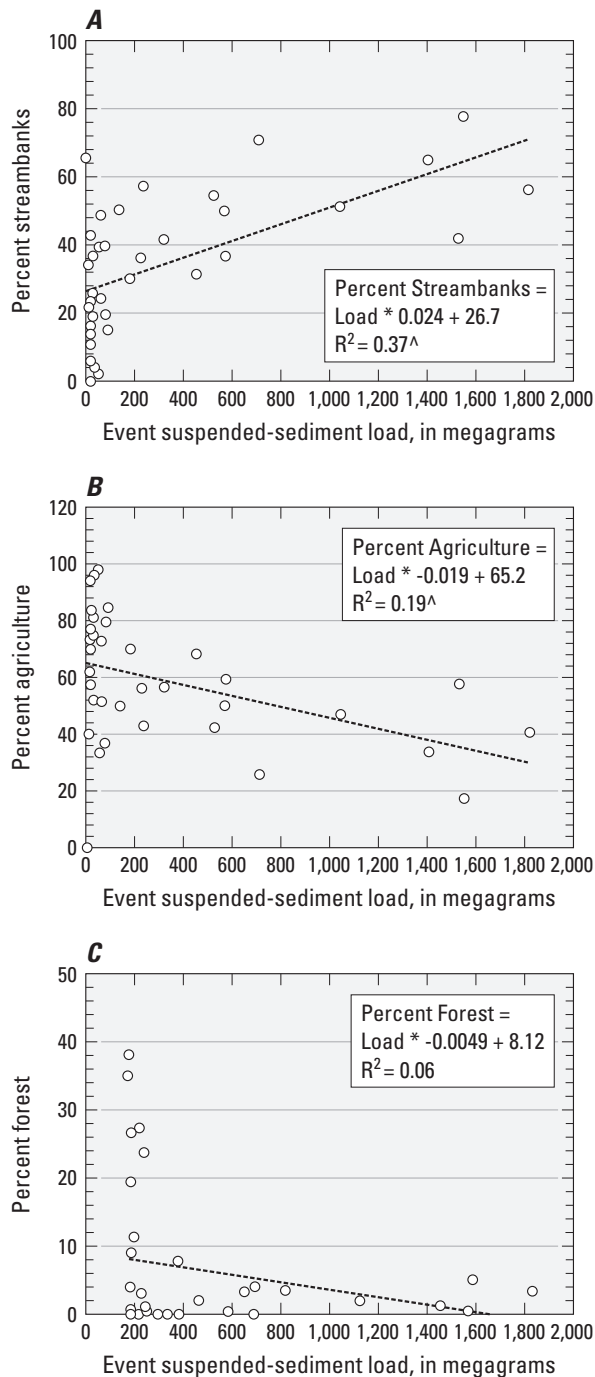 A
100
80
60
40
20
0
Percent streambanks
Percent Streambanks =
Load * 0.024 + 26.7
R² = 0.37^
0 200 400 600 800 1,000 1,200 1,400 1,600 1,800 2,000
Event suspended-sediment load, in megagrams
B
120
100
80
60
40
20
0
Percent agriculture
Percent Agriculture =
Load * -0.019 + 65.2
R² = 0.19^
0 200 400 600 800 1,000 1,200 1,400 1,600 1,800 2,000
Event suspended-sediment load, in megagrams
C
50
40
30
20
10
0
Percent forest
Percent Forest =
Load * -0.0049 + 8.12
R² = 0.06
0 200 400 600 800 1,000 1,200 1,400 1,600 1,800 2,000
Event suspended-sediment load, in megagrams